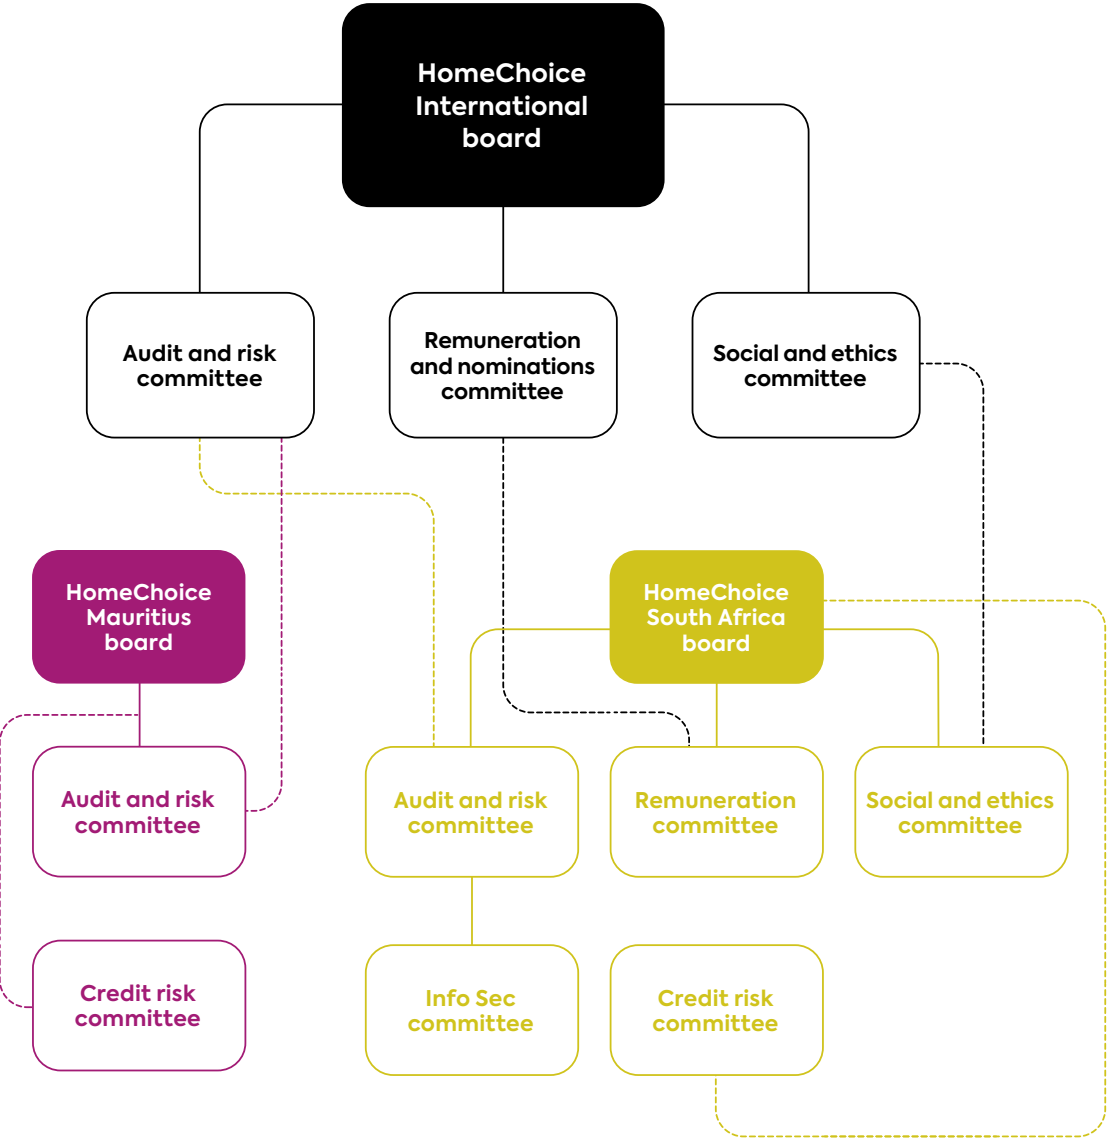 HomeChoice
International
board
Audit and risk
committee
Remuneration
and nominations
committee
Social and ethics
committee
HomeChoice
Mauritius
board
HomeChoice
South Africa
board
Audit and risk
committee
Audit and risk
committee
Remuneration
committee
Social and ethics
committee
Credit risk
committee
Info Sec
committee
Credit risk
committee